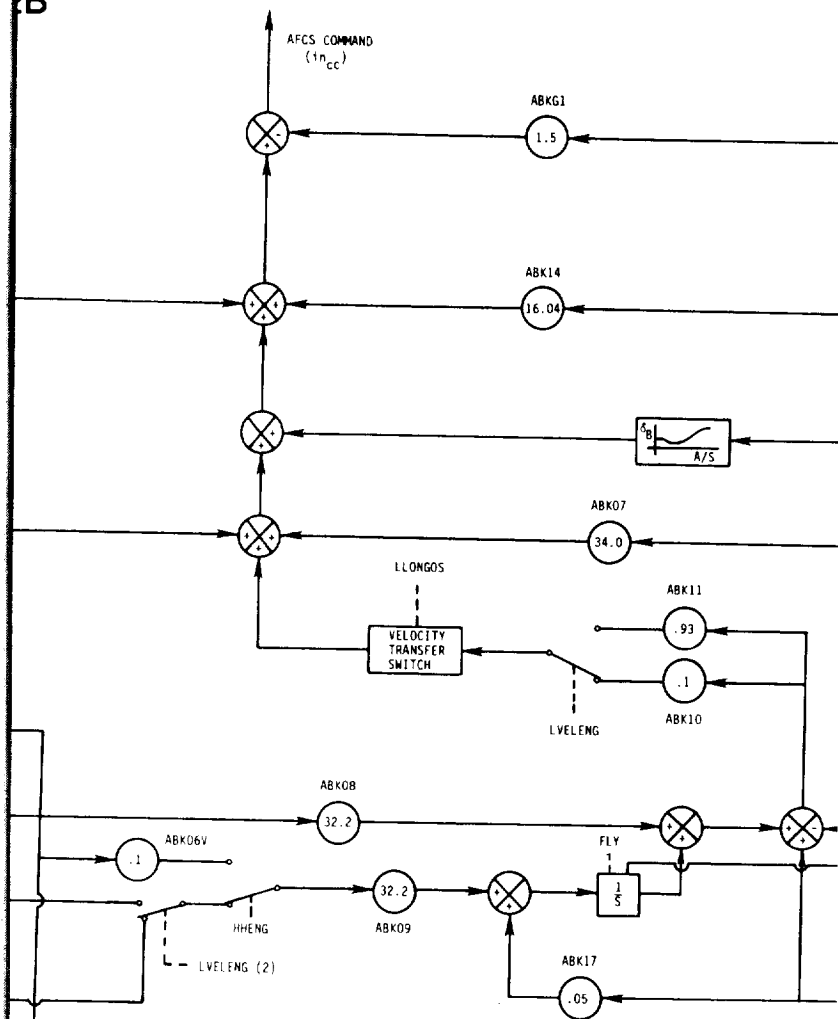 AFCS COMMAND
(in_cc)
ABKG1
1.5
-
+
ABK14
16.04
+ +
+
δB
A/S
+
+
ABK07
34.0
+ +
+
LLONGOS
VELOCITY
TRANSFER
SWITCH
ABK11
.93
.1
ABK10
LVELENG
ABK08
32.2
+
+
+ -
+
ABK06V
.1
FLY
1
S
32.2
ABK09
+
+
HHENG
LVELENG (2)
ABK17
.05